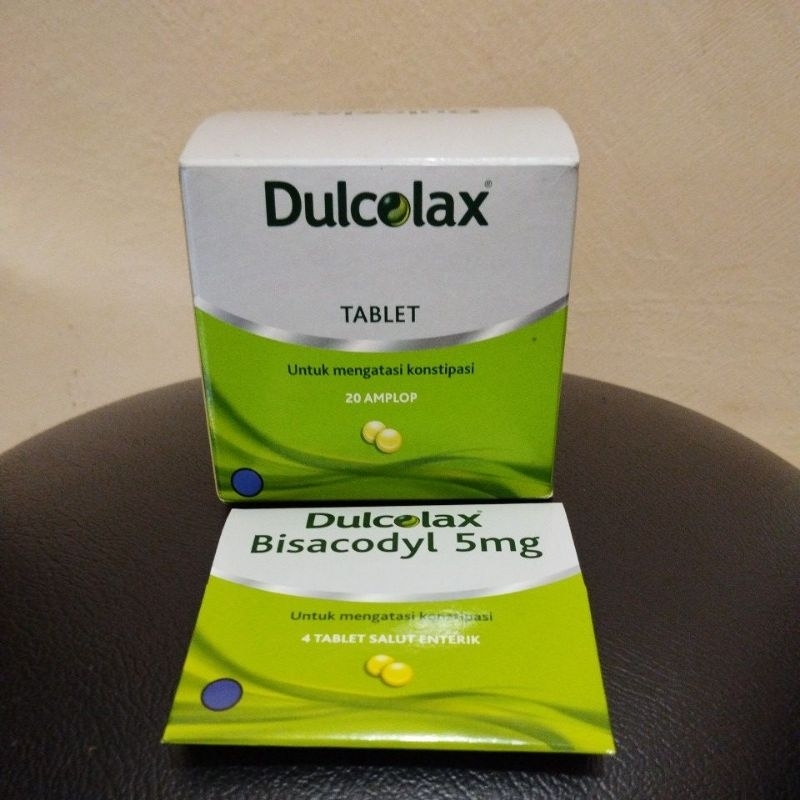 Dulcolax®
TABLET
Untuk mengatasi konstipasi
20 AMPLOP
Dulcolax®
Bisacodyl 5mg
Untuk mengatasi konstipasi
4 TABLET SALUT ENTERIK